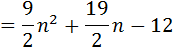 = 9/2 n² + 19/2 n − 12